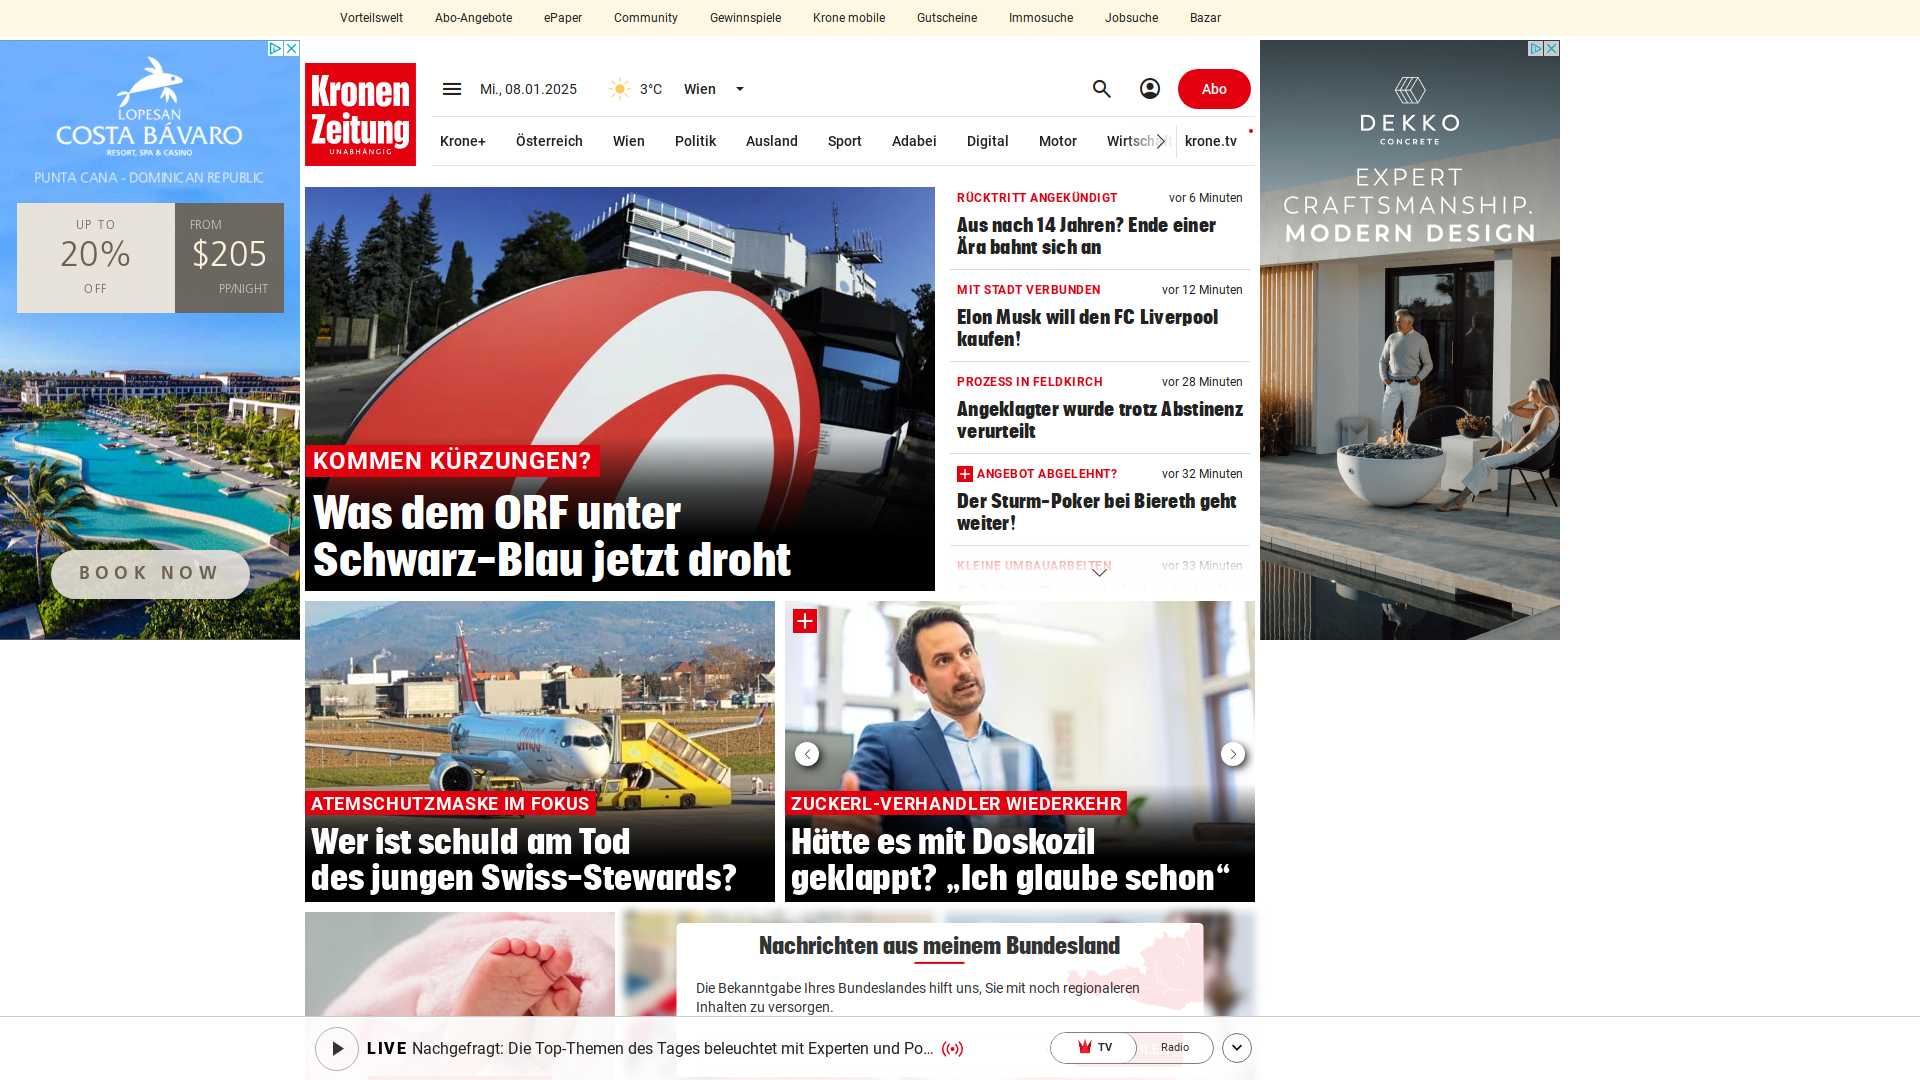 Vorteilswelt Abo-Angebote ePaper Community Gewinnspiele Krone mobile Gutscheine Immosuche Jobsuche Bazar
Kronen
Zeitung
UNABHÄNGIG
Mi., 08.01.2025 3°C Wien
Abo
Krone+ Österreich Wien Politik Ausland Sport Adabei Digital Motor Wirtschaft krone.tv
LOPESAN
COSTA BÁVARO
RESORT, SPA & CASINO
PUNTA CANA - DOMINICAN REPUBLIC
UP TO
20%
OFF
FROM
$205
PP/NIGHT
BOOK NOW
KOMMEN KÜRZUNGEN?
Was dem ORF unter
Schwarz-Blau jetzt droht
RÜCKTRITT ANGEKÜNDIGT vor 6 Minuten
Aus nach 14 Jahren? Ende einer
Ära bahnt sich an
MIT STADT VERBUNDEN vor 12 Minuten
Elon Musk will den FC Liverpool
kaufen!
PROZESS IN FELDKIRCH vor 28 Minuten
Angeklagter wurde trotz Abstinenz
verurteilt
ANGEBOT ABGELEHNT? vor 32 Minuten
Der Sturm-Poker bei Biereth geht
weiter!
KLEINE UMBAUARBEITEN vor 33 Minuten
DEKKO
CONCRETE
EXPERT
CRAFTSMANSHIP.
MODERN DESIGN
ATEMSCHUTZMASKE IM FOKUS
Wer ist schuld am Tod
des jungen Swiss-Stewards?
ZUCKERL-VERHANDLER WIEDERKEHR
Hätte es mit Doskozil
geklappt? „Ich glaube schon“
Nachrichten aus meinem Bundesland
Die Bekanntgabe Ihres Bundeslandes hilft uns, Sie mit noch regionaleren
Inhalten zu versorgen.
LIVE Nachgefragt: Die Top-Themen des Tages beleuchtet mit Experten und Po...
TV Radio